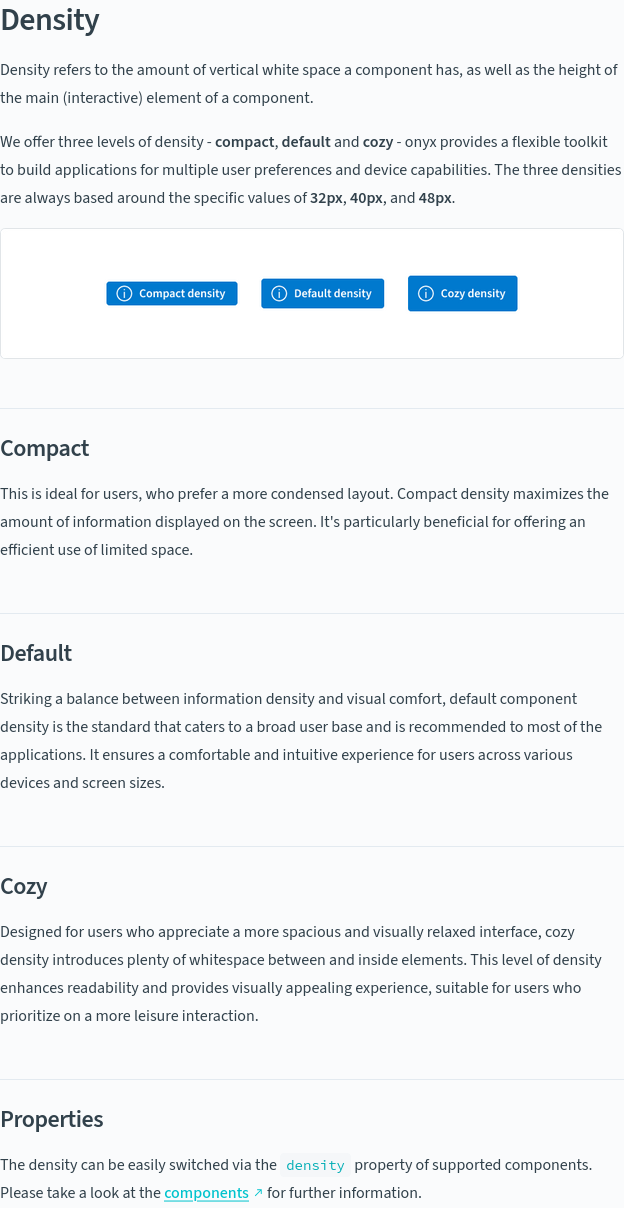 Density
Density refers to the amount of vertical white space a component has, as well as the height of
the main (interactive) element of a component.
We offer three levels of density - compact, default and cozy - onyx provides a flexible toolkit
to build applications for multiple user preferences and device capabilities. The three densities
are always based around the specific values of 32px, 40px, and 48px.
Compact density Default density Cozy density
Compact
This is ideal for users, who prefer a more condensed layout. Compact density maximizes the
amount of information displayed on the screen. It's particularly beneficial for offering an
efficient use of limited space.
Default
Striking a balance between information density and visual comfort, default component
density is the standard that caters to a broad user base and is recommended to most of the
applications. It ensures a comfortable and intuitive experience for users across various
devices and screen sizes.
Cozy
Designed for users who appreciate a more spacious and visually relaxed interface, cozy
density introduces plenty of whitespace between and inside elements. This level of density
enhances readability and provides visually appealing experience, suitable for users who
prioritize on a more leisure interaction.
Properties
The density can be easily switched via the density property of supported components.
Please take a look at the components ↗ for further information.